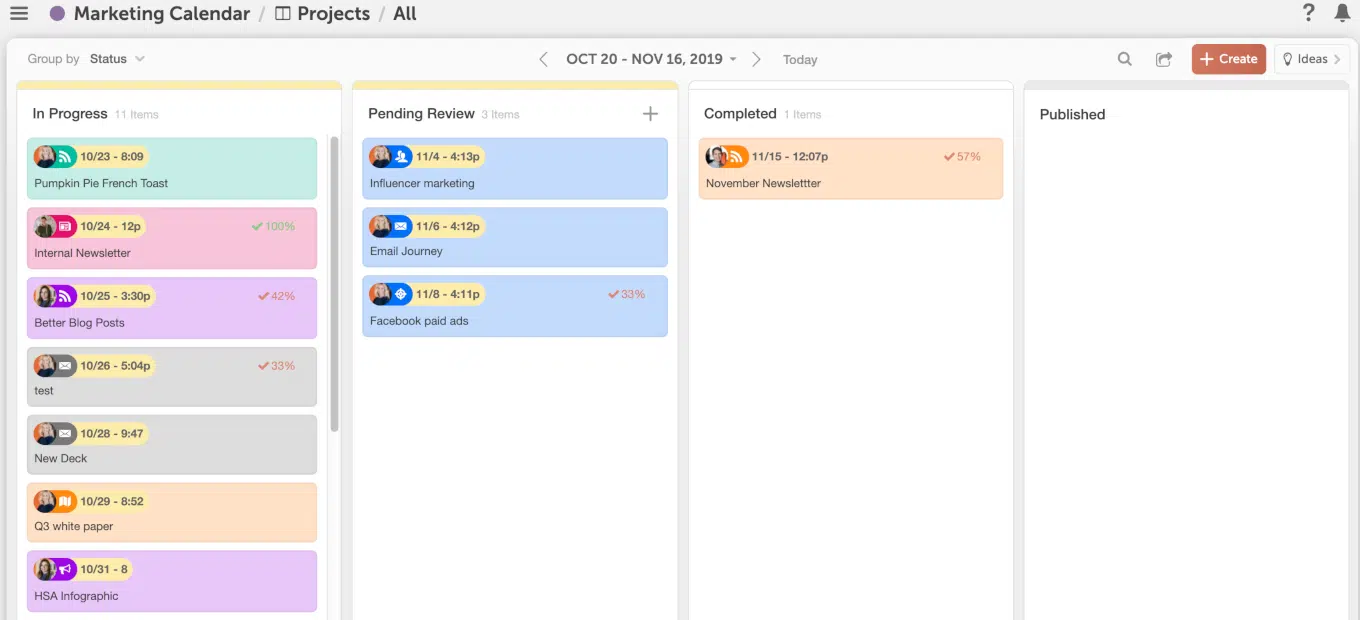 Marketing Calendar / Projects / All ?
Group by Status OCT 20 - NOV 16, 2019 Today + Create Ideas
In Progress 11 Items
10/23 - 8:09
Pumpkin Pie French Toast
10/24 - 12p 100%
Internal Newsletter
10/25 - 3:30p 42%
Better Blog Posts
10/26 - 5:04p 33%
test
10/28 - 9:47
New Deck
10/29 - 8:52
Q3 white paper
10/31 - 8
HSA Infographic
Pending Review 3 Items +
11/4 - 4:13p
Influencer marketing
11/6 - 4:12p
Email Journey
11/8 - 4:11p 33%
Facebook paid ads
Completed 1 Items
11/15 - 12:07p 57%
November Newslettter
Published